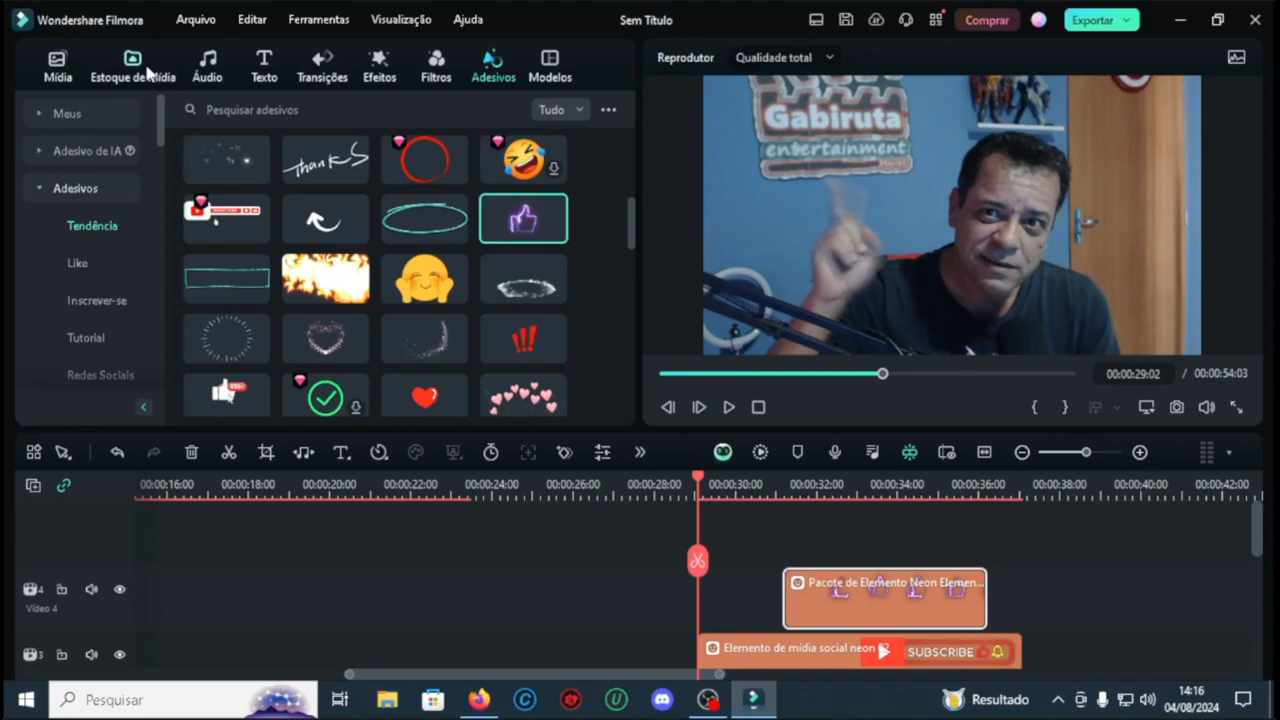 Wondershare Filmora
Arquivo
Editar
Ferramentas
Visualização
Ajuda
Sem Título
Comprar
Exportar
Mídia
Estoque de Mídia
Áudio
Texto
Transições
Efeitos
Filtros
Adesivos
Modelos
Reprodutor
Qualidade total
Meus
Adesivo de IA
Adesivos
Tendência
Like
Inscrever-se
Tutorial
Redes Sociais
Pesquisar adesivos
Tudo
thanks
Gabiruta
entertainment
00:00:29:02 / 00:00:54:03
00:00:16:00 00:00:18:00 00:00:20:00 00:00:22:00 00:00:24:00 00:00:26:00 00:00:28:00 00:00:30:00 00:00:32:00 00:00:34:00 00:00:36:00 00:00:38:00 00:00:40:00 00:00:42:00
4
Vídeo 4
Pacote de Elemento Neon Elemen...
3
Elemento de mídia social neon
SUBSCRIBE
Pesquisar
Resultado
14:16
04/08/2024